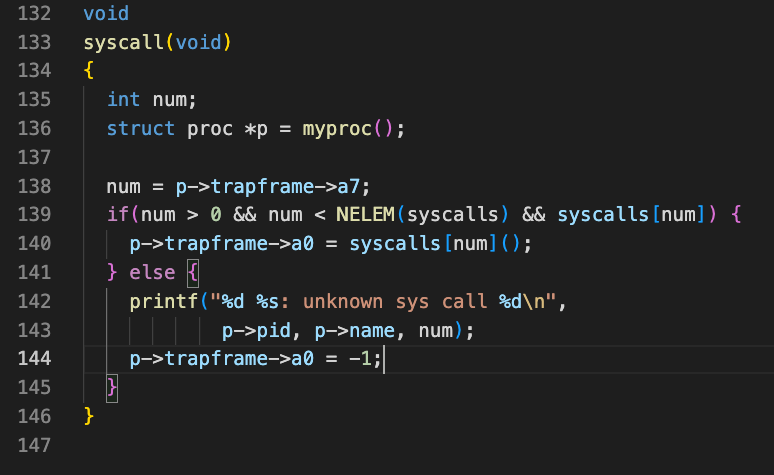 132 void
133 syscall(void)
134 {
135   int num;
136   struct proc *p = myproc();
137
138   num = p->trapframe->a7;
139   if(num > 0 && num < NELEM(syscalls) && syscalls[num]) {
140     p->trapframe->a0 = syscalls[num]();
141   } else {
142     printf("%d %s: unknown sys call %d\n",
143             p->pid, p->name, num);
144     p->trapframe->a0 = -1;
145   }
146 }
147